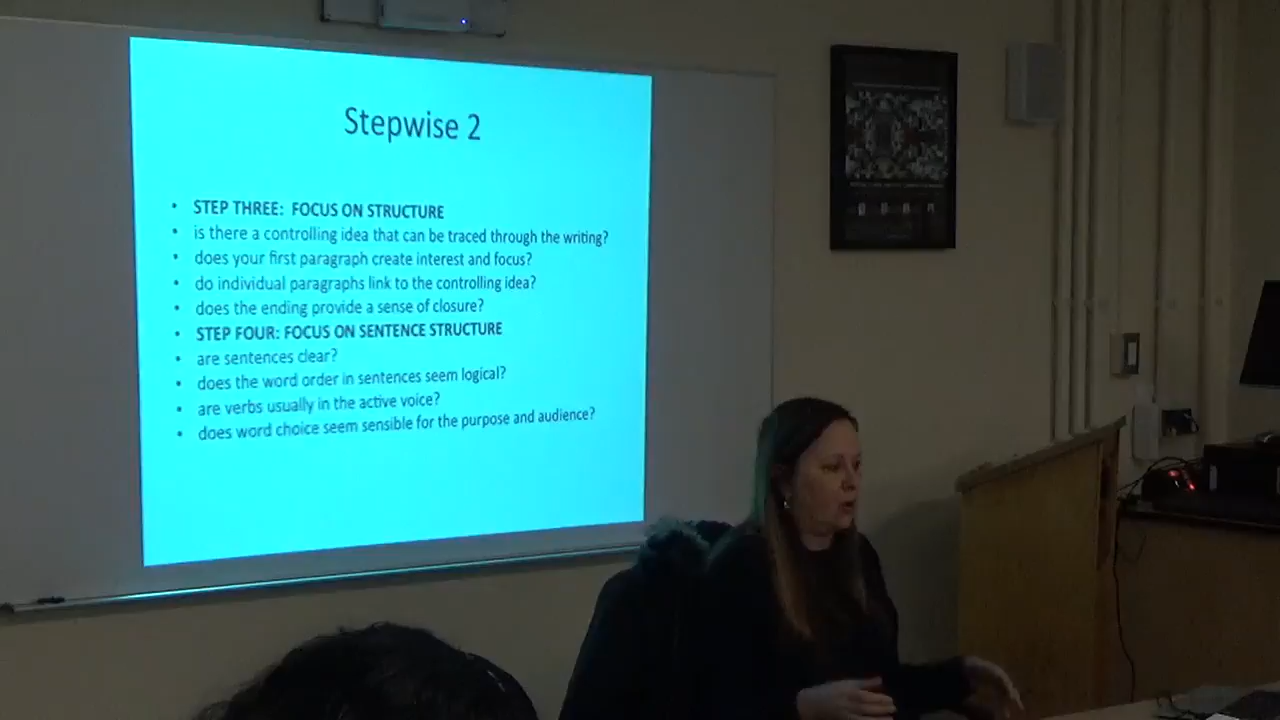 Stepwise 2
• STEP THREE: FOCUS ON STRUCTURE
• is there a controlling idea that can be traced through the writing?
• does your first paragraph create interest and focus?
• do individual paragraphs link to the controlling idea?
• does the ending provide a sense of closure?
• STEP FOUR: FOCUS ON SENTENCE STRUCTURE
• are sentences clear?
• does the word order in sentences seem logical?
• are verbs usually in the active voice?
• does word choice seem sensible for the purpose and audience?